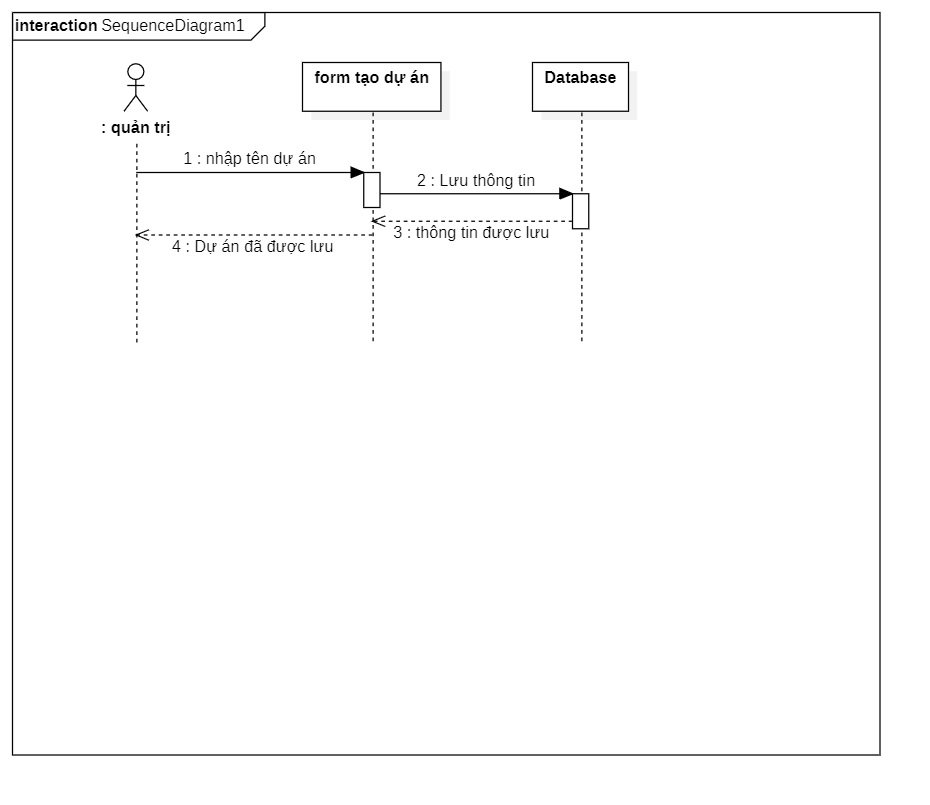 interaction SequenceDiagram1
form tạo dự án
Database
: quản trị
1 : nhập tên dự án
2 : Lưu thông tin
3 : thông tin được lưu
4 : Dự án đã được lưu